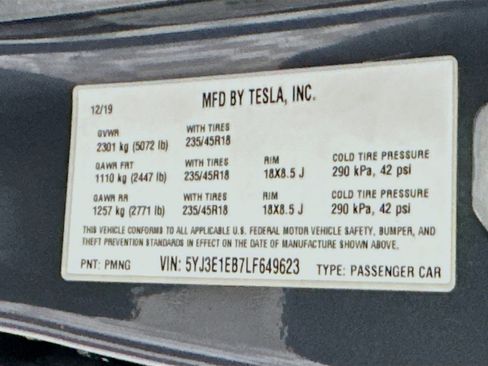 MFD BY TESLA, INC.
12/19
GVWR WITH TIRES
2301 kg (5072 lb) 235/45R18
GAWR FRT WITH TIRES RIM COLD TIRE PRESSURE
1110 kg (2447 lb) 235/45R18 18X8.5 J 290 kPa, 42 psi
GAWR RR WITH TIRES RIM COLD TIRE PRESSURE
1257 kg (2771 lb) 235/45R18 18X8.5 J 290 kPa, 42 psi
THIS VEHICLE CONFORMS TO ALL APPLICABLE U.S. FEDERAL MOTOR VEHICLE SAFETY, BUMPER, AND
THEFT PREVENTION STANDARDS IN EFFECT ON THE DATE OF MANUFACTURE SHOWN ABOVE.
PNT: PMNG VIN: 5YJ3E1EB7LF649623 TYPE: PASSENGER CAR